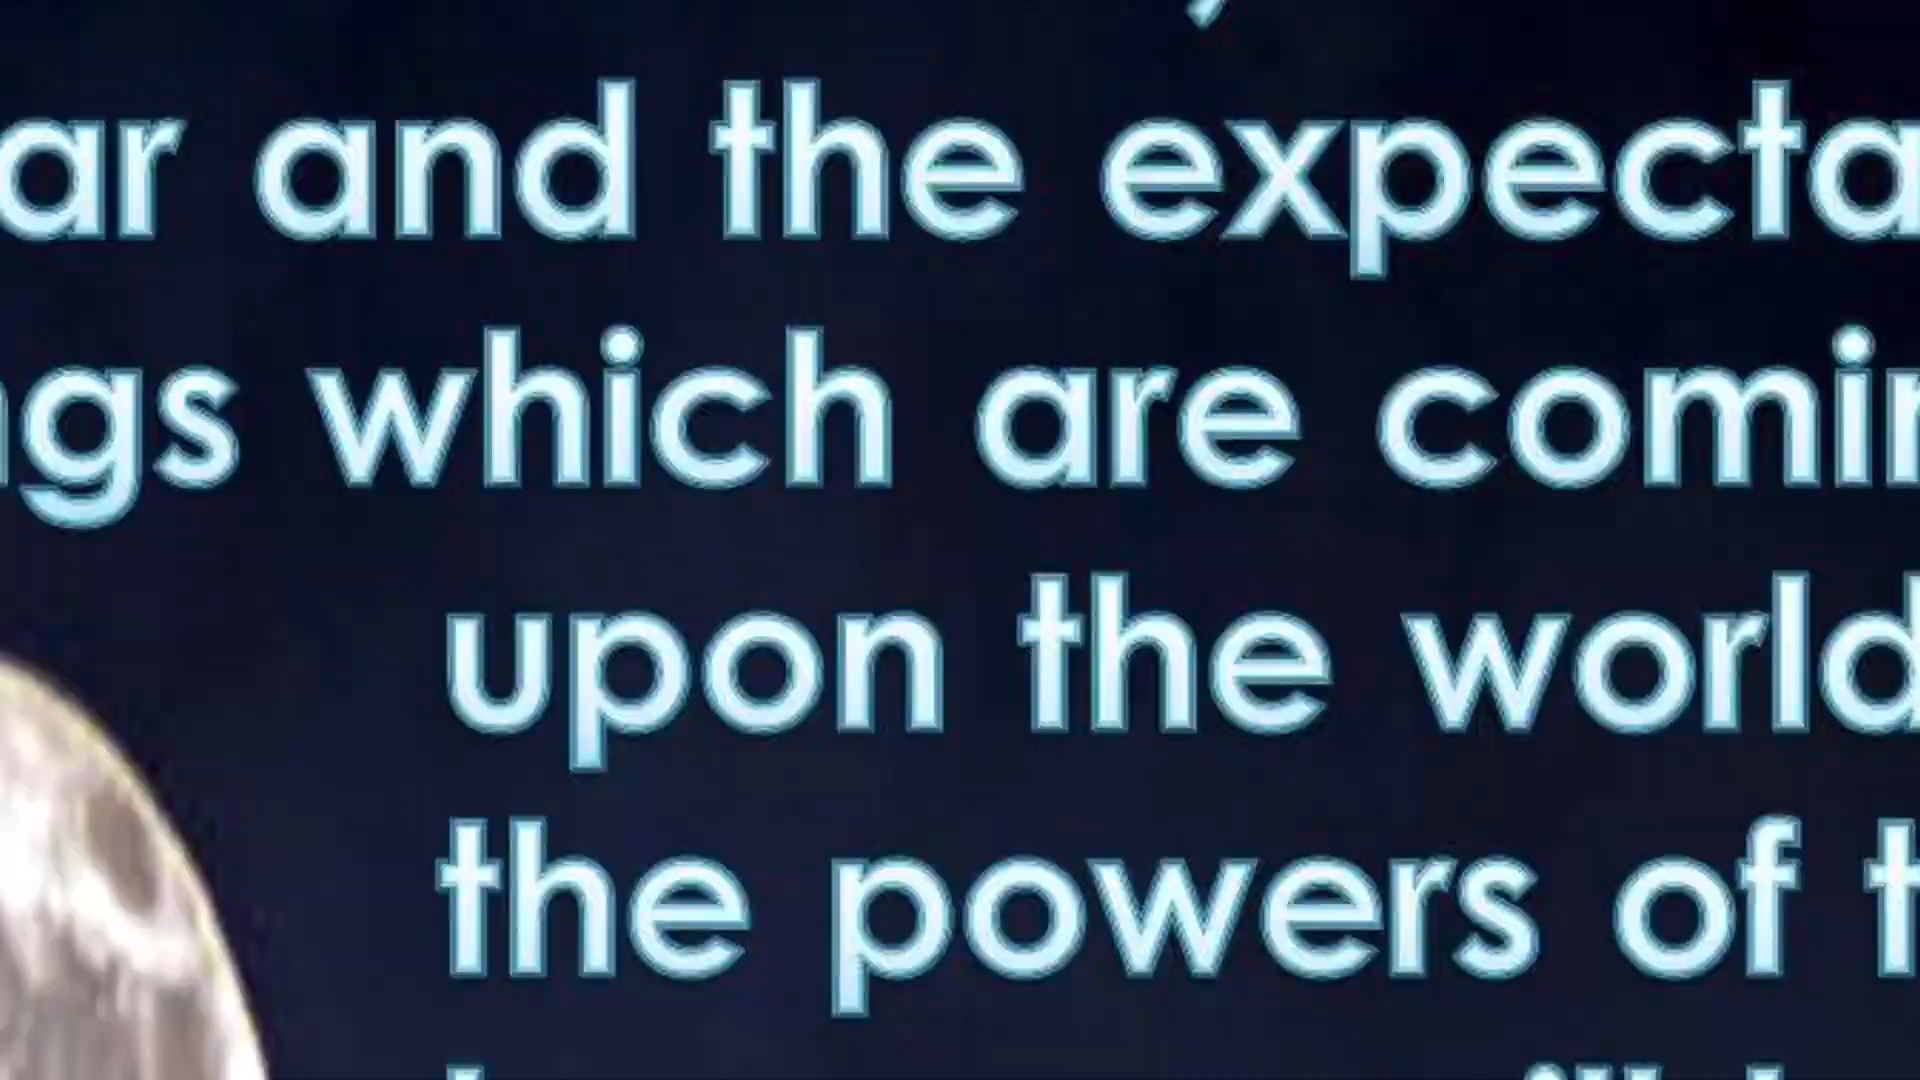 ar and the expecta
ngs which are comin
upon the world
the powers of t